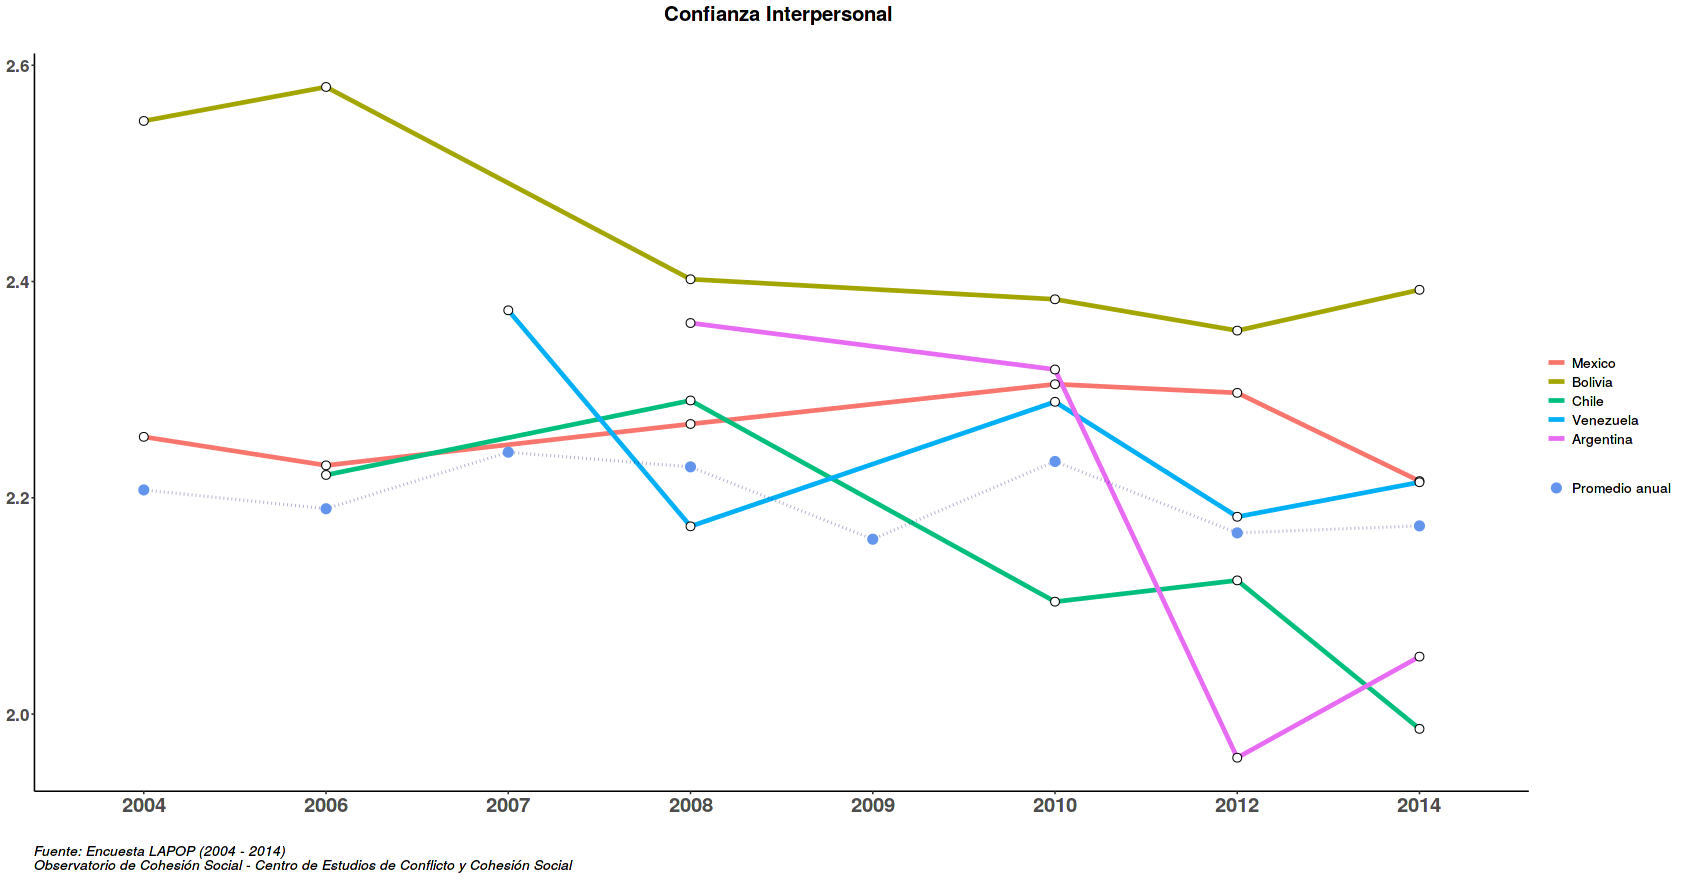 Confianza Interpersonal
2.6
2.4
2.2
2.0
2004 2006 2007 2008 2009 2010 2012 2014
Mexico
Bolivia
Chile
Venezuela
Argentina
Promedio anual
Fuente: Encuesta LAPOP (2004 - 2014)
Observatorio de Cohesión Social - Centro de Estudios de Conflicto y Cohesión Social